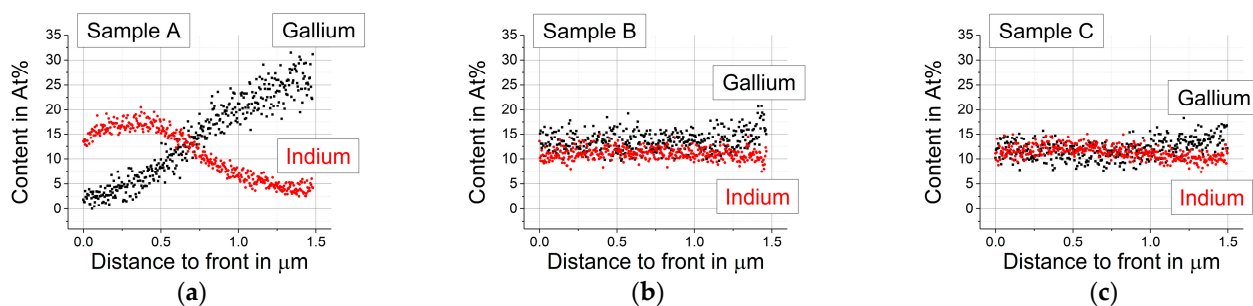 Sample A
Gallium
Indium
Content in At%
35
30
25
20
15
10
5
0
0.0
0.5
1.0
1.5
Distance to front in μm
(a)
Sample B
Gallium
Indium
Content in At%
35
30
25
20
15
10
5
0
0.0
0.5
1.0
1.5
Distance to front in μm
(b)
Sample C
Gallium
Indium
Content in At%
35
30
25
20
15
10
5
0
0.0
0.5
1.0
1.5
Distance to front in μm
(c)